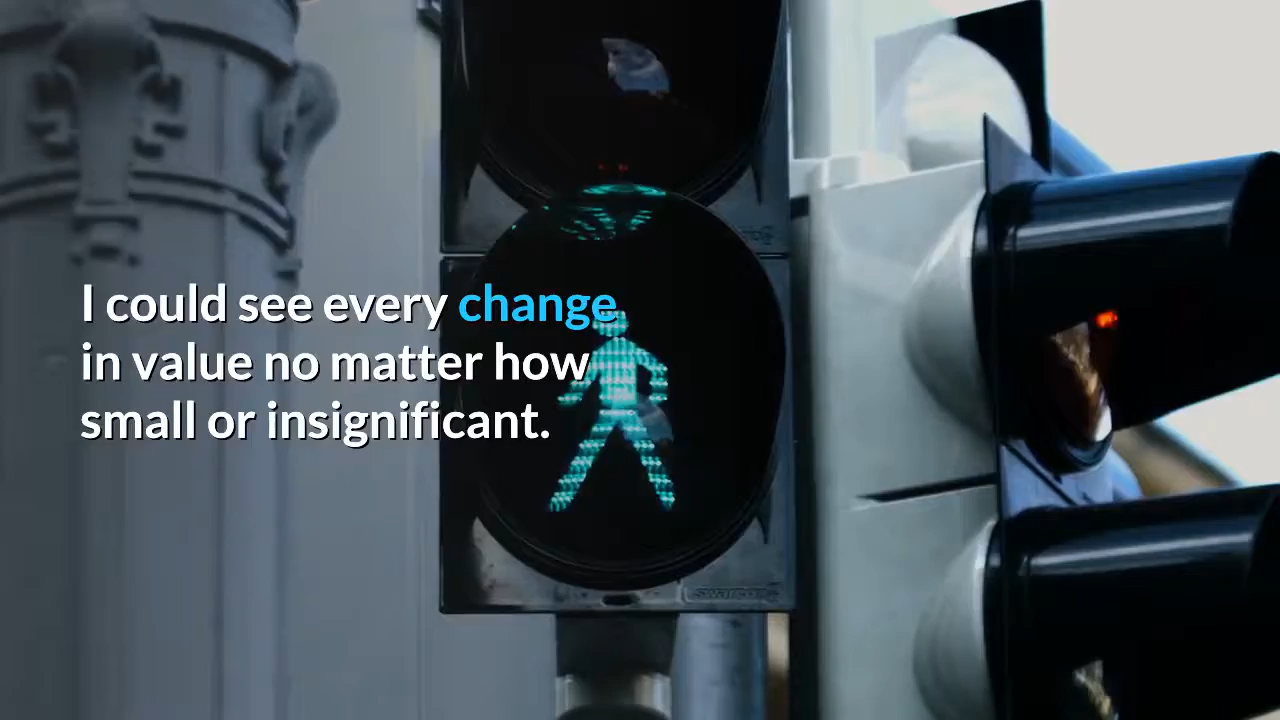 I could see every change
in value no matter how
small or insignificant.